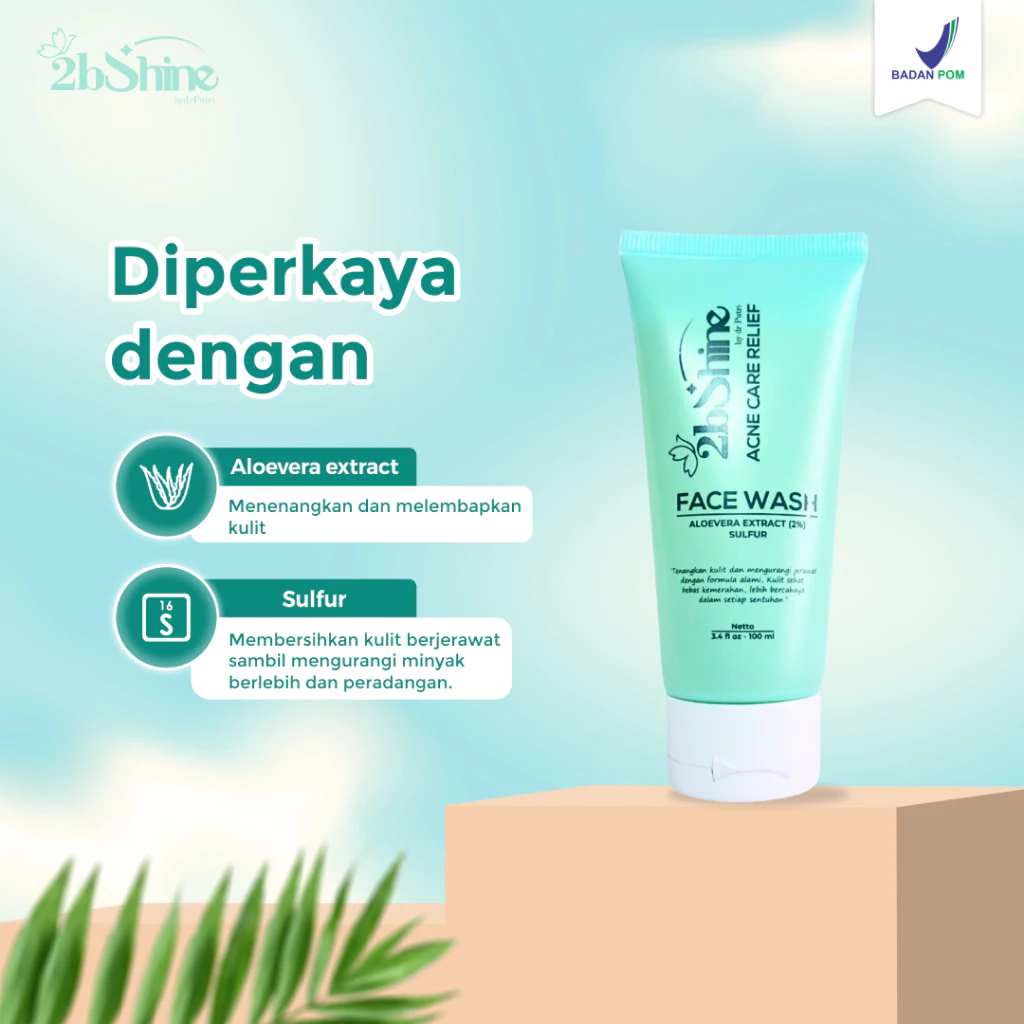 2bShine
by dr Putri
BADAN POM
Diperkaya
dengan
Aloevera extract
Menenangkan dan melembapkan
kulit
16
S
Sulfur
Membersihkan kulit berjerawat
sambil mengurangi minyak
berlebih dan peradangan.
2bShine
by dr Putri
ACNE CARE RELIEF
FACE WASH
ALOEVERA EXTRACT (2%)
SULFUR
"Tenangkan kulit dan mengurangi jerawat
dengan formula alami, Kulit sehat
bebas kemerahan, lebih bercahaya
dalam setiap sentuhan."
Netto
3.4 fl oz - 100 ml